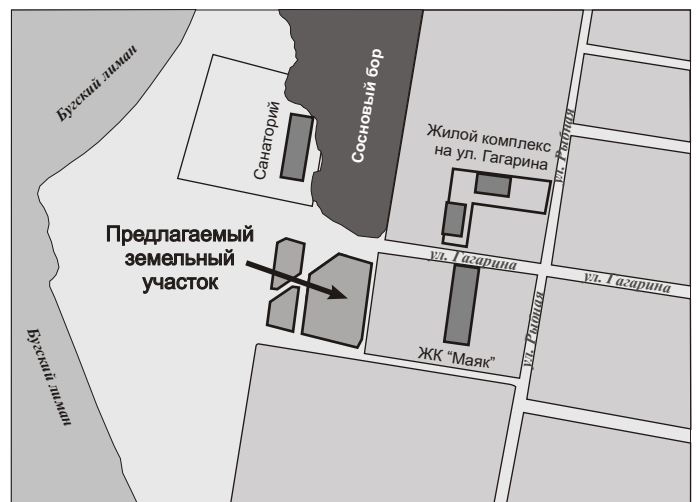 Бугский лиман
Санаторий
Сосновый бор
Жилой комплекс
на ул. Гагарина
ул. Рыбная
Предлагаемый
земельный
участок
ул. Гагарина
ул. Гагарина
ул. Рыбная
ЖК "Маяк"
Бугский лиман